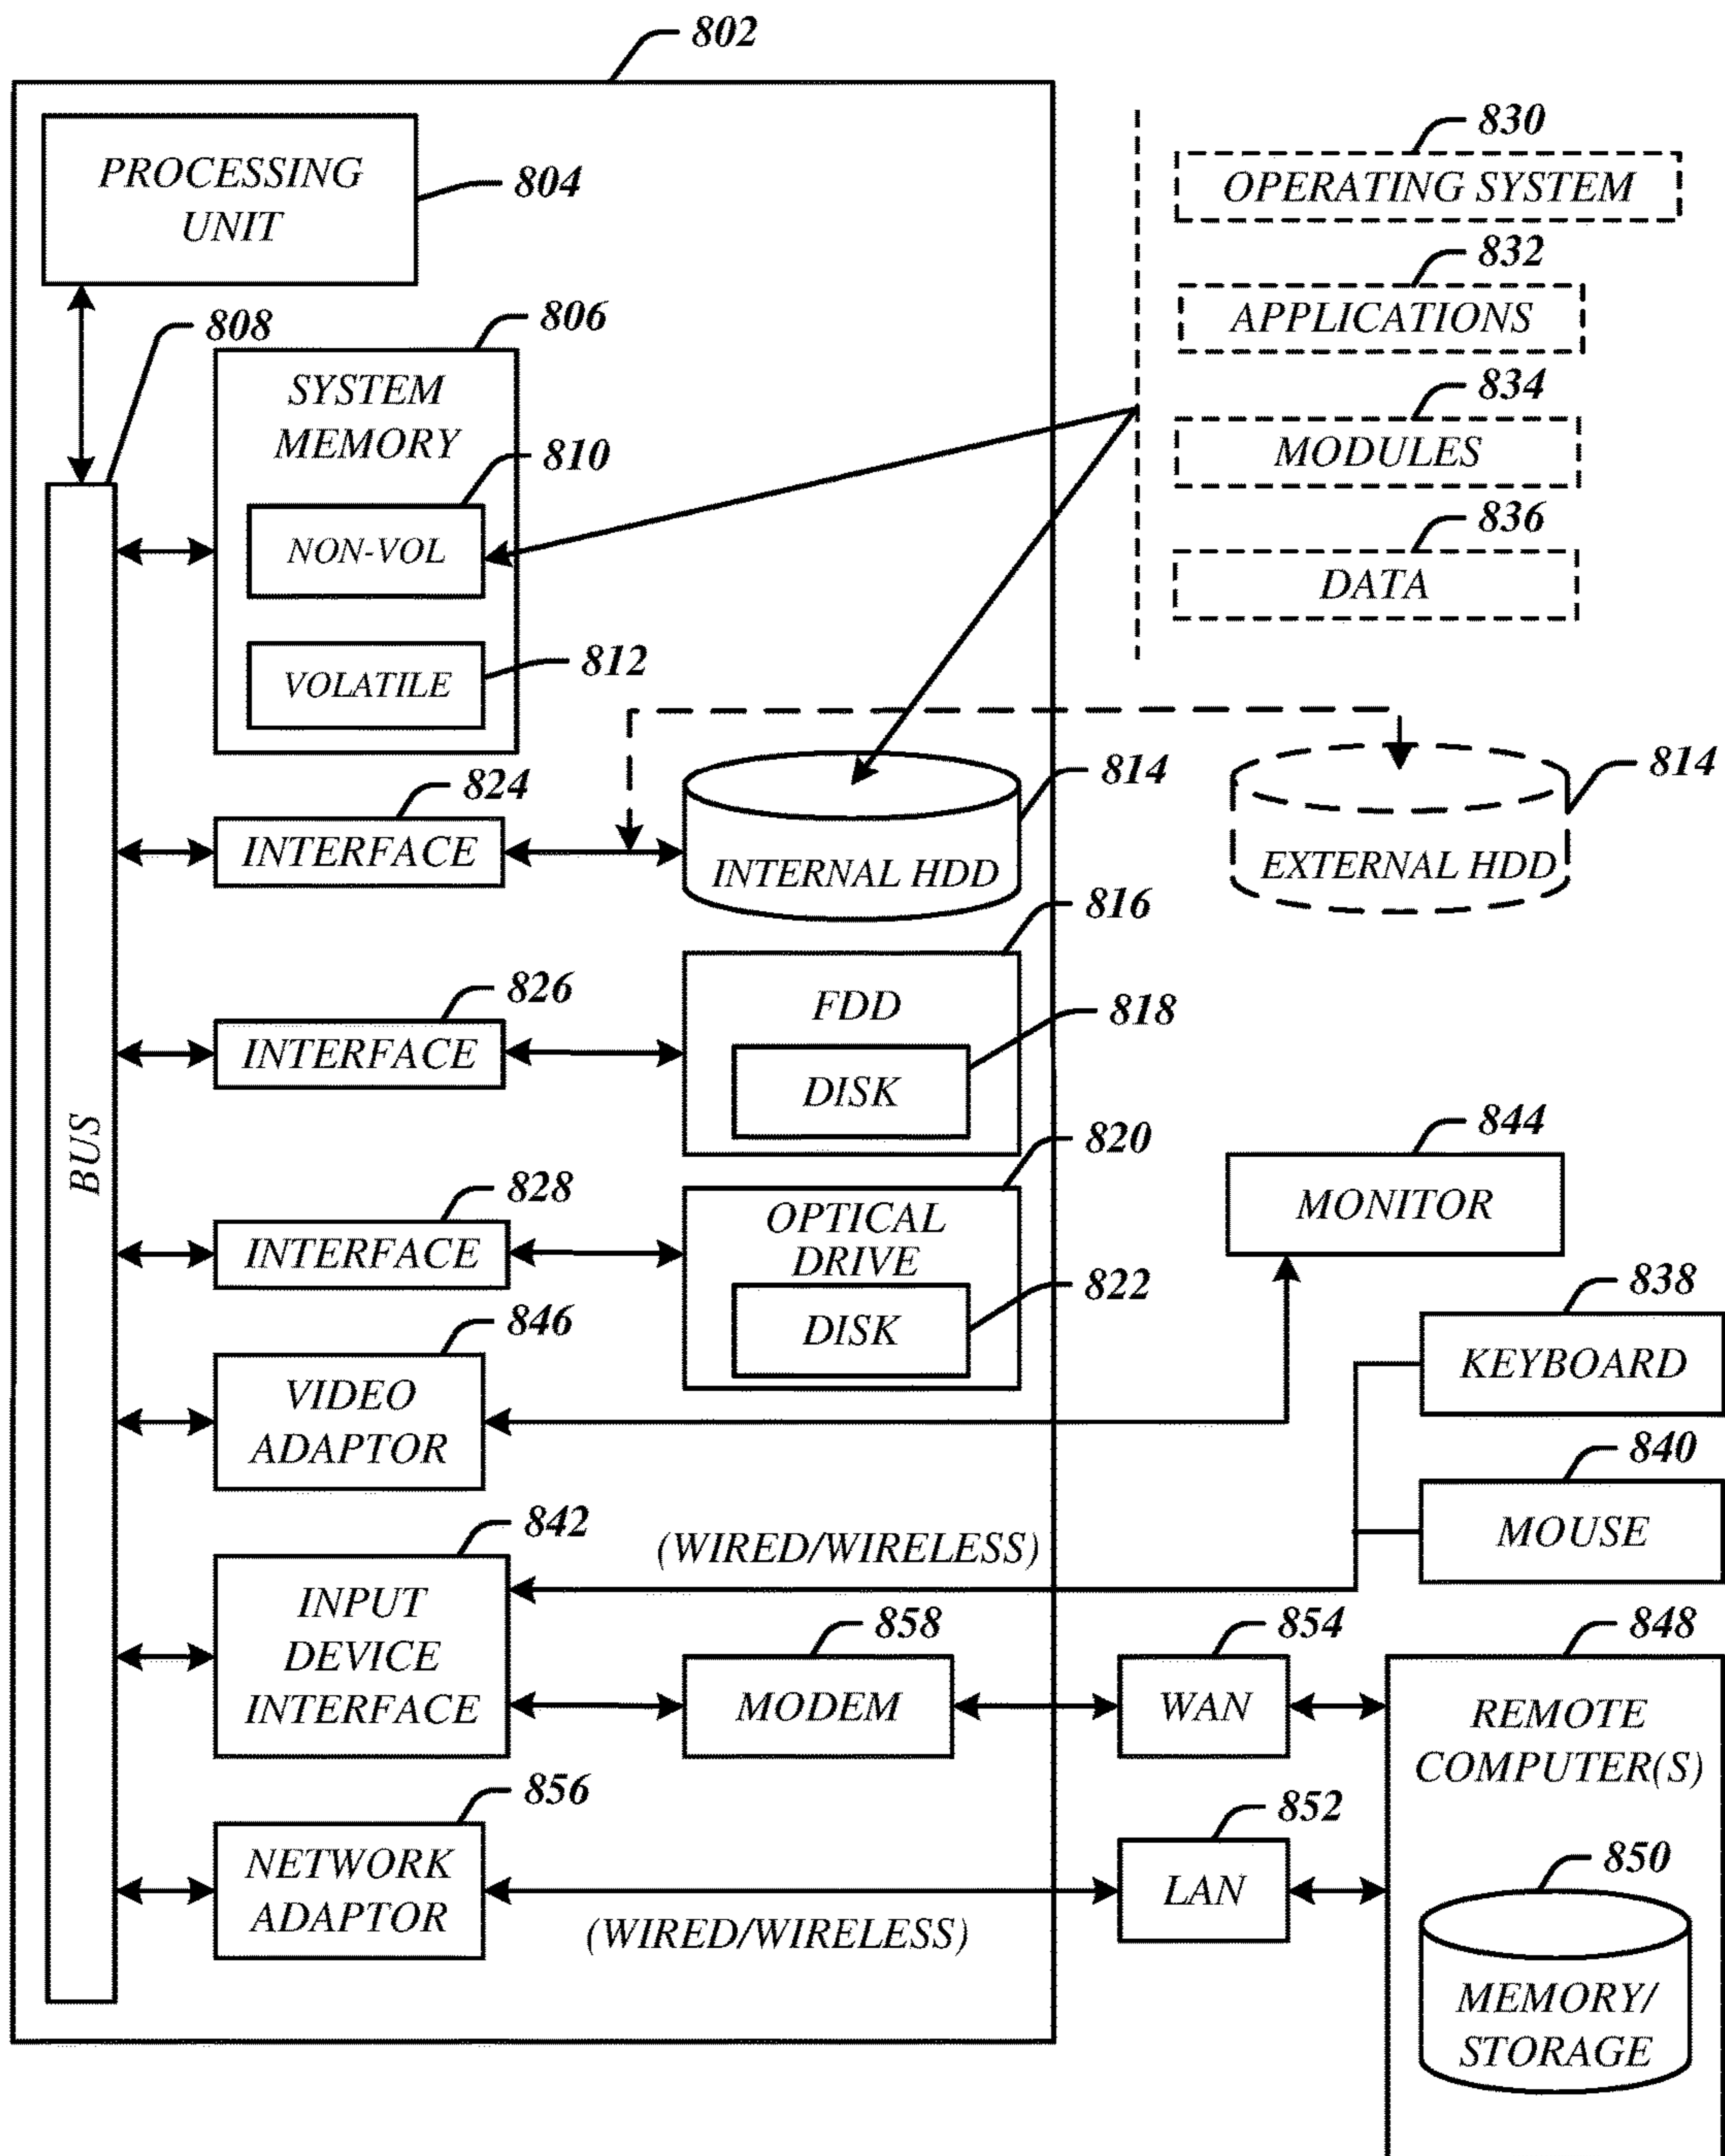 802
PROCESSING
UNIT
804
830
OPERATING SYSTEM
832
APPLICATIONS
834
MODULES
836
DATA
808
806
SYSTEM
MEMORY
810
NON-VOL
812
VOLATILE
824
INTERFACE
814
INTERNAL HDD
814
EXTERNAL HDD
816
FDD
818
DISK
826
INTERFACE
BUS
820
OPTICAL
DRIVE
822
DISK
828
INTERFACE
844
MONITOR
838
KEYBOARD
846
VIDEO
ADAPTOR
840
MOUSE
842
INPUT
DEVICE
INTERFACE
(WIRED/WIRELESS)
858
MODEM
854
WAN
848
REMOTE
COMPUTER(S)
856
NETWORK
ADAPTOR
(WIRED/WIRELESS)
852
LAN
850
MEMORY/
STORAGE